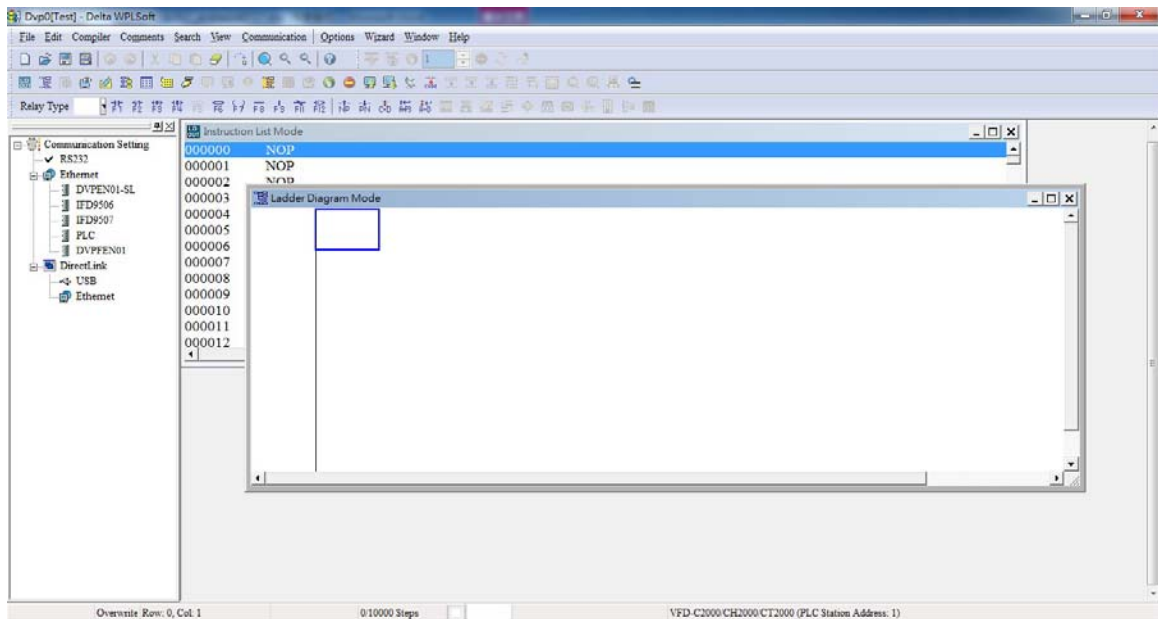 Dvp0[Test] - Delta WPLSoft
File Edit Compiler Comments Search View Communication Options Wizard Window Help
1
Relay Type
Communication Setting
RS232
Ethernet
DVPEN01-SL
IFD9506
IFD9507
PLC
DVPFEN01
DirectLink
USB
Ethernet
Instruction List Mode
000000 NOP
000001 NOP
000002 NOP
000003
000004
000005
000006
000007
000008
000009
000010
000011
000012
Ladder Diagram Mode
Overwrite Row: 0, Col: 1 0/10000 Steps VFD-C2000/CH2000/CT2000 (PLC Station Address: 1)